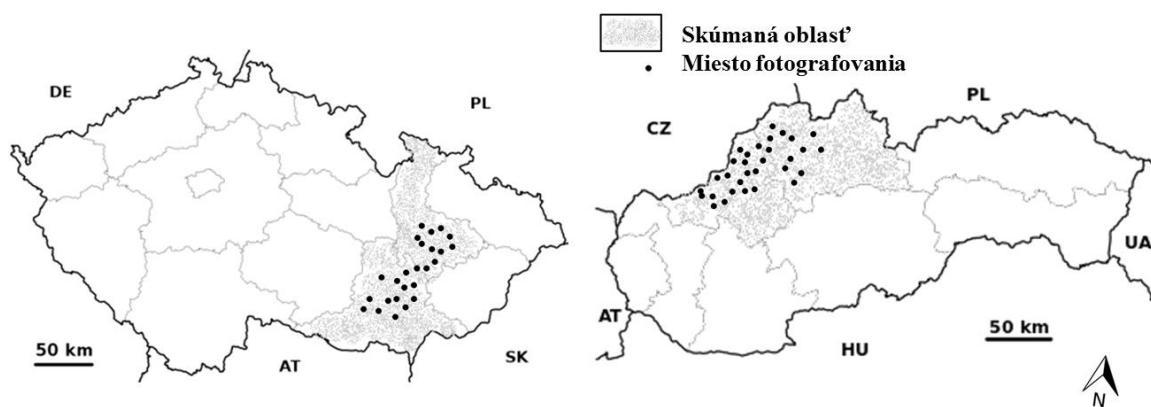 DE
PL
50 km
AT
SK
Skúmaná oblasť
Miesto fotografovania
CZ
PL
UA
AT
HU
50 km
N